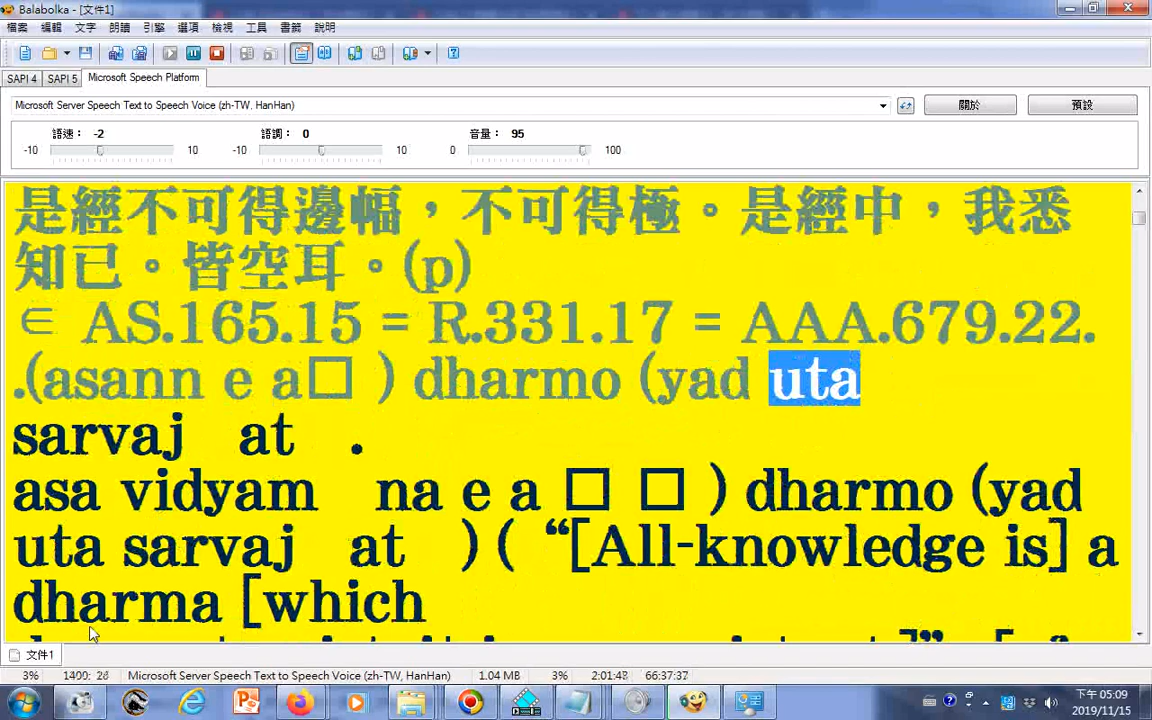 Balabolka - [文件1]
檔案 編輯 文字 朗讀 引擎 選項 檢視 工具 書籤 說明
SAPI 4 SAPI 5 Microsoft Speech Platform
Microsoft Server Speech Text to Speech Voice (zh-TW, HanHan) 關於 預設
語速： -2 語調： 0 音量： 95
-10 10 -10 10 0 100
是經不可得邊幅，不可得極。是經中，我悉
知已。皆空耳。(p)
∈ AS.165.15 = R.331.17 = AAA.679.22.
.(asann e a□ ) dharmo (yad uta
sarvaj at .
asa vidyam na e a □ □ ) dharmo (yad
uta sarvaj at )( “[All-knowledge is] a
dharma [which
文件1
3% 1400; 26 Microsoft Server Speech Text to Speech Voice (zh-TW, HanHan) 1.04 MB 3% 2:01:48 66:37:37
下午 05:09
2019/11/15